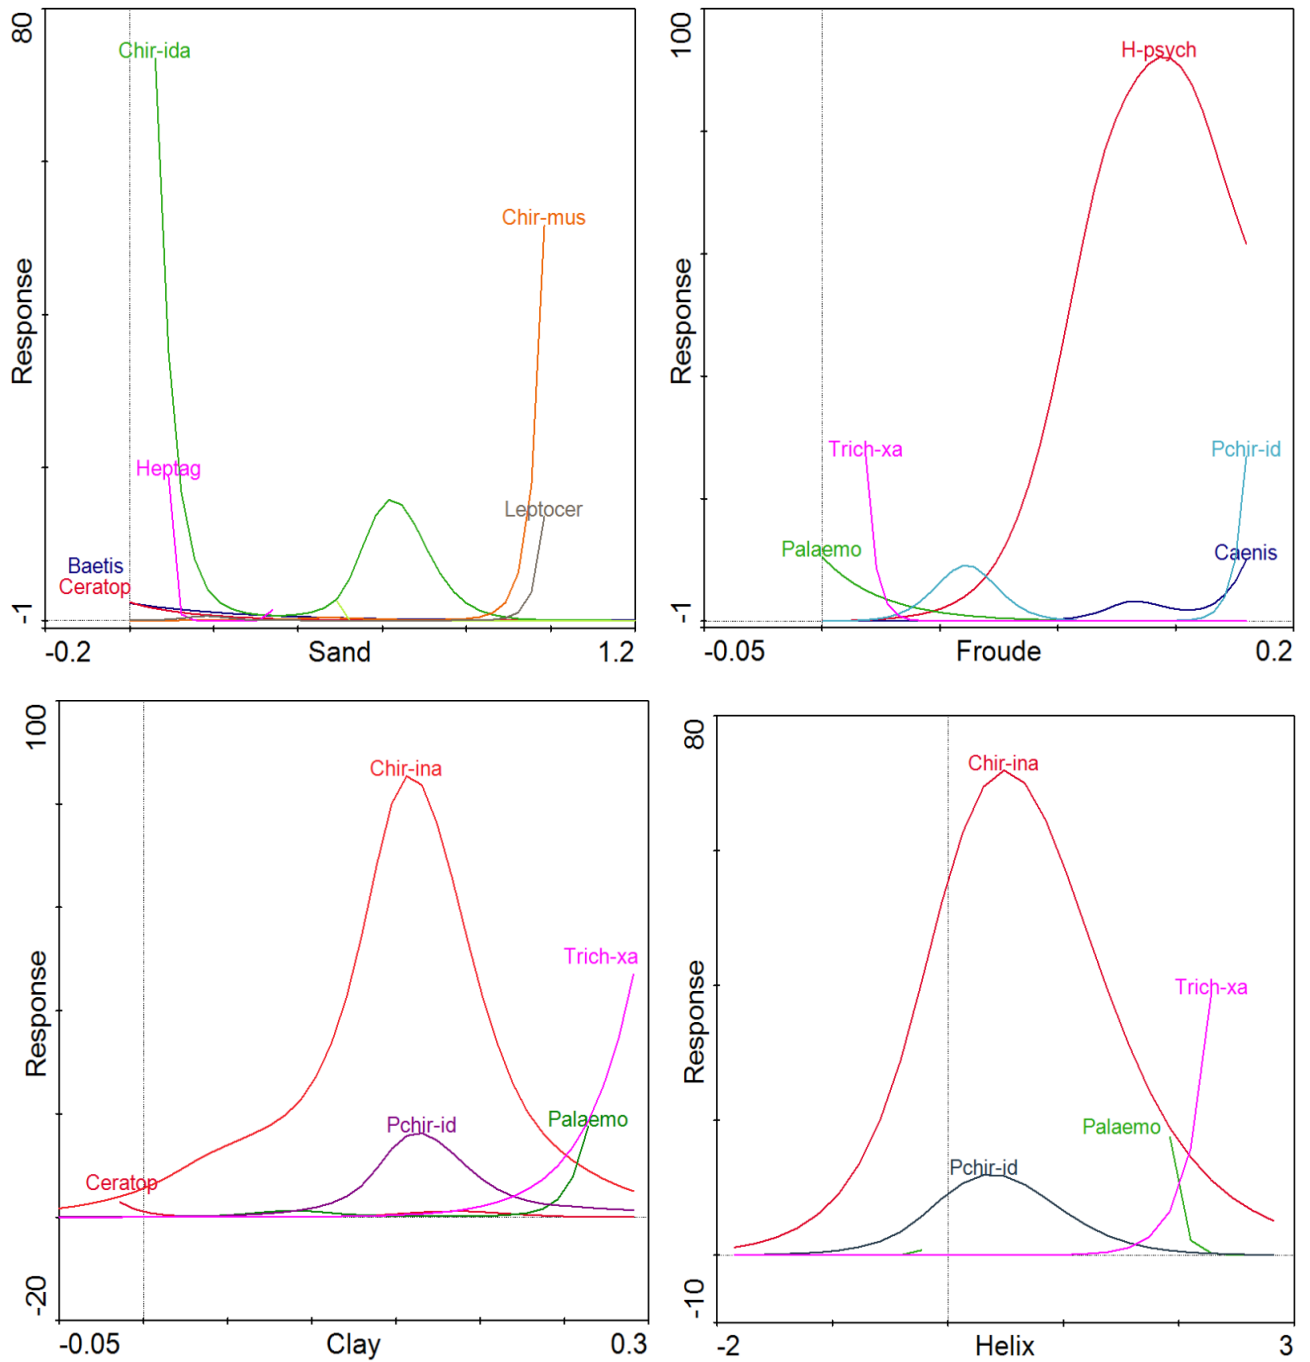 80
Chir-ida
Chir-mus
Heptag
Leptocer
Baetis
Ceratop
Response
-1
-0.2
Sand
1.2
100
H-psych
Trich-xa
Pchir-id
Palaemo
Caenis
Response
-1
-0.05
Froude
0.2
100
Chir-ina
Trich-xa
Pchir-id
Palaemo
Ceratop
Response
-20
-0.05
Clay
0.3
80
Chir-ina
Trich-xa
Palaemo
Pchir-id
Response
-10
-2
Helix
3